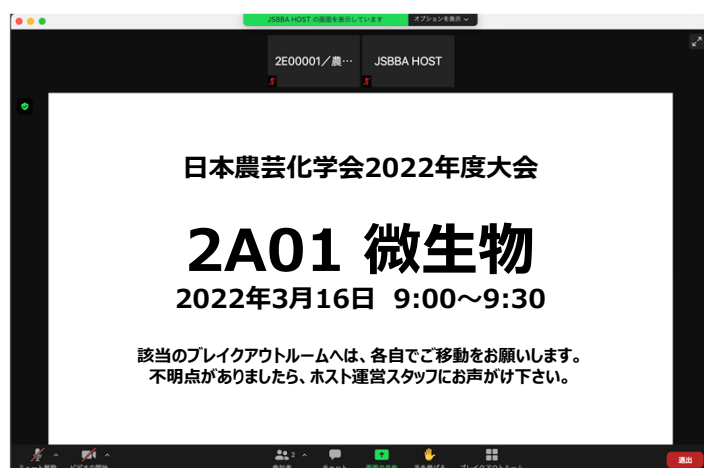 JSBBA HOST の画面を表示しています オプションを表示
2E00001／農…
JSBBA HOST
日本農芸化学会2022年度大会
2A01 微生物
2022年3月16日 9:00～9:30
該当のブレイクアウトルームへは、各自でご移動をお願いします。
不明点がありましたら、ホスト運営スタッフにお声がけ下さい。
2
退出